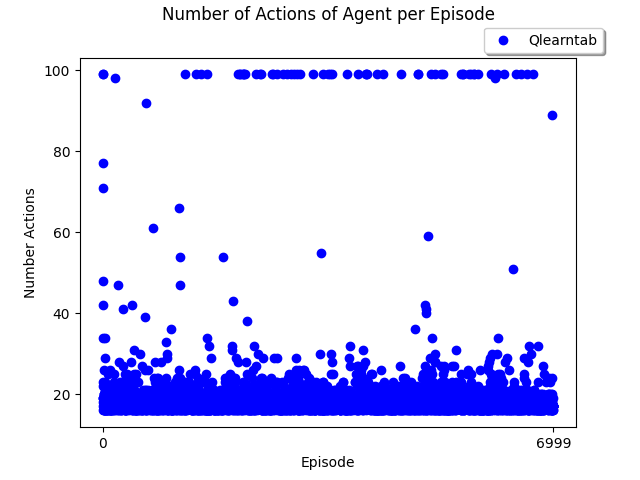 Number of Actions of Agent per Episode
Qlearntab
100
80
60
40
20
Number Actions
0
6999
Episode